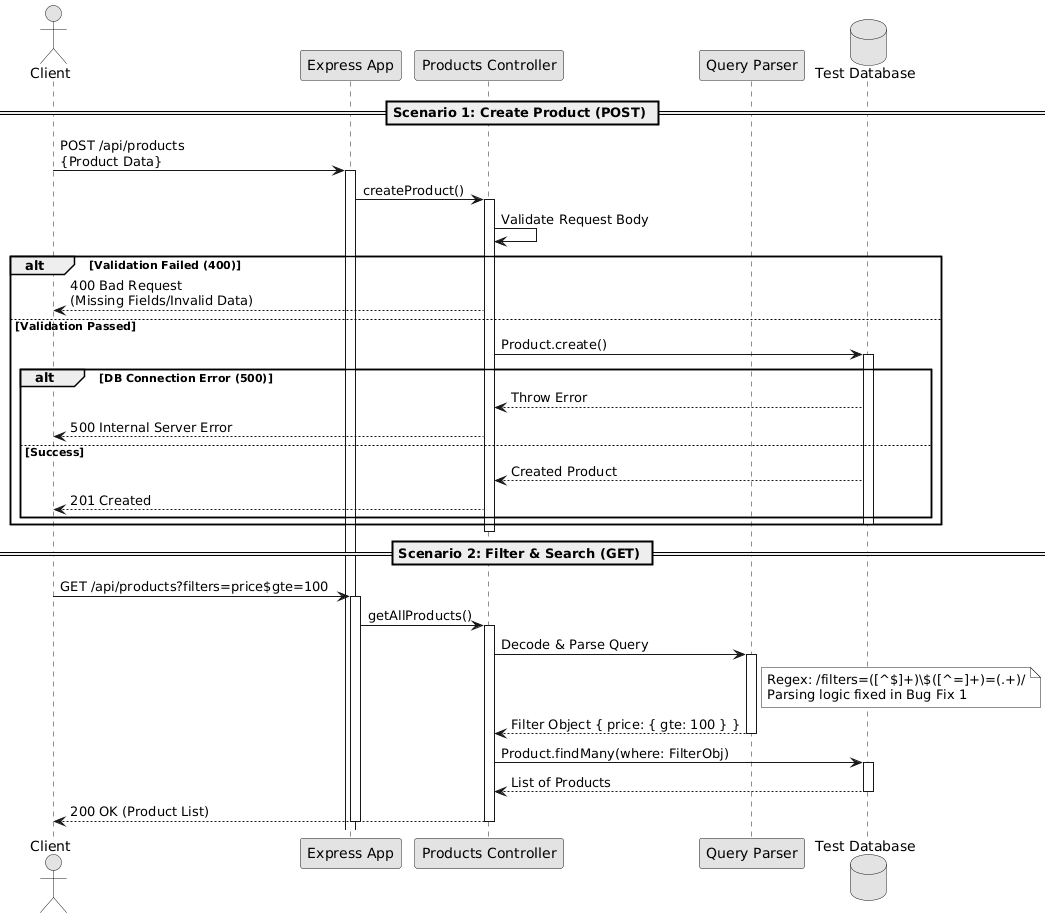 Client
Express App
Products Controller
Query Parser
Test Database
Scenario 1: Create Product (POST)
POST /api/products
{Product Data}
createProduct()
Validate Request Body
alt
[Validation Failed (400)]
400 Bad Request
(Missing Fields/Invalid Data)
[Validation Passed]
Product.create()
alt
[DB Connection Error (500)]
Throw Error
500 Internal Server Error
[Success]
Created Product
201 Created
Scenario 2: Filter & Search (GET)
GET /api/products?filters=price$gte=100
getAllProducts()
Decode & Parse Query
Regex: /filters=([^$]+)\$([^=]+)=(.+)/
Parsing logic fixed in Bug Fix 1
Filter Object { price: { gte: 100 } }
Product.findMany(where: FilterObj)
List of Products
200 OK (Product List)
Client
Express App
Products Controller
Query Parser
Test Database